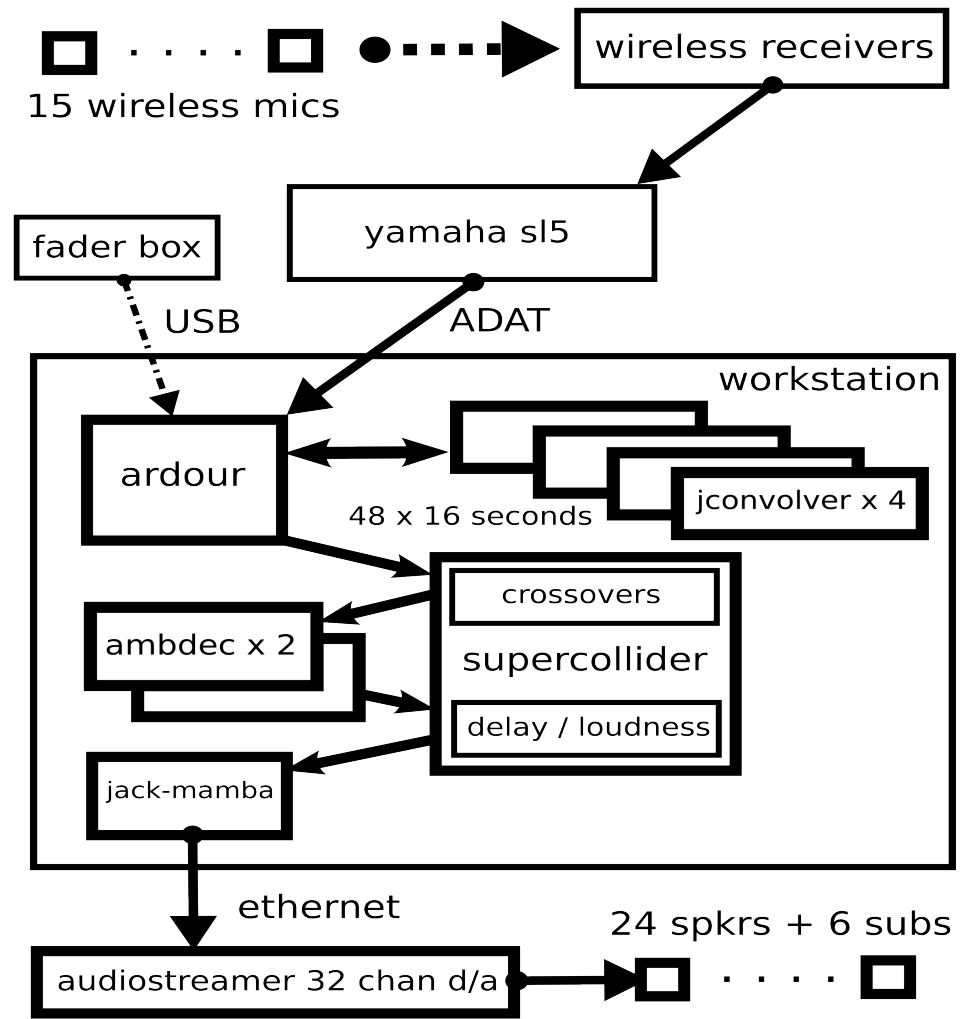 wireless receivers
15 wireless mics
yamaha sl5
fader box
USB
ADAT
workstation
ardour
jconvolver x 4
48 x 16 seconds
crossovers
ambdec x 2
supercollider
delay / loudness
jack-mamba
ethernet
24 spkrs + 6 subs
audiostreamer 32 chan d/a